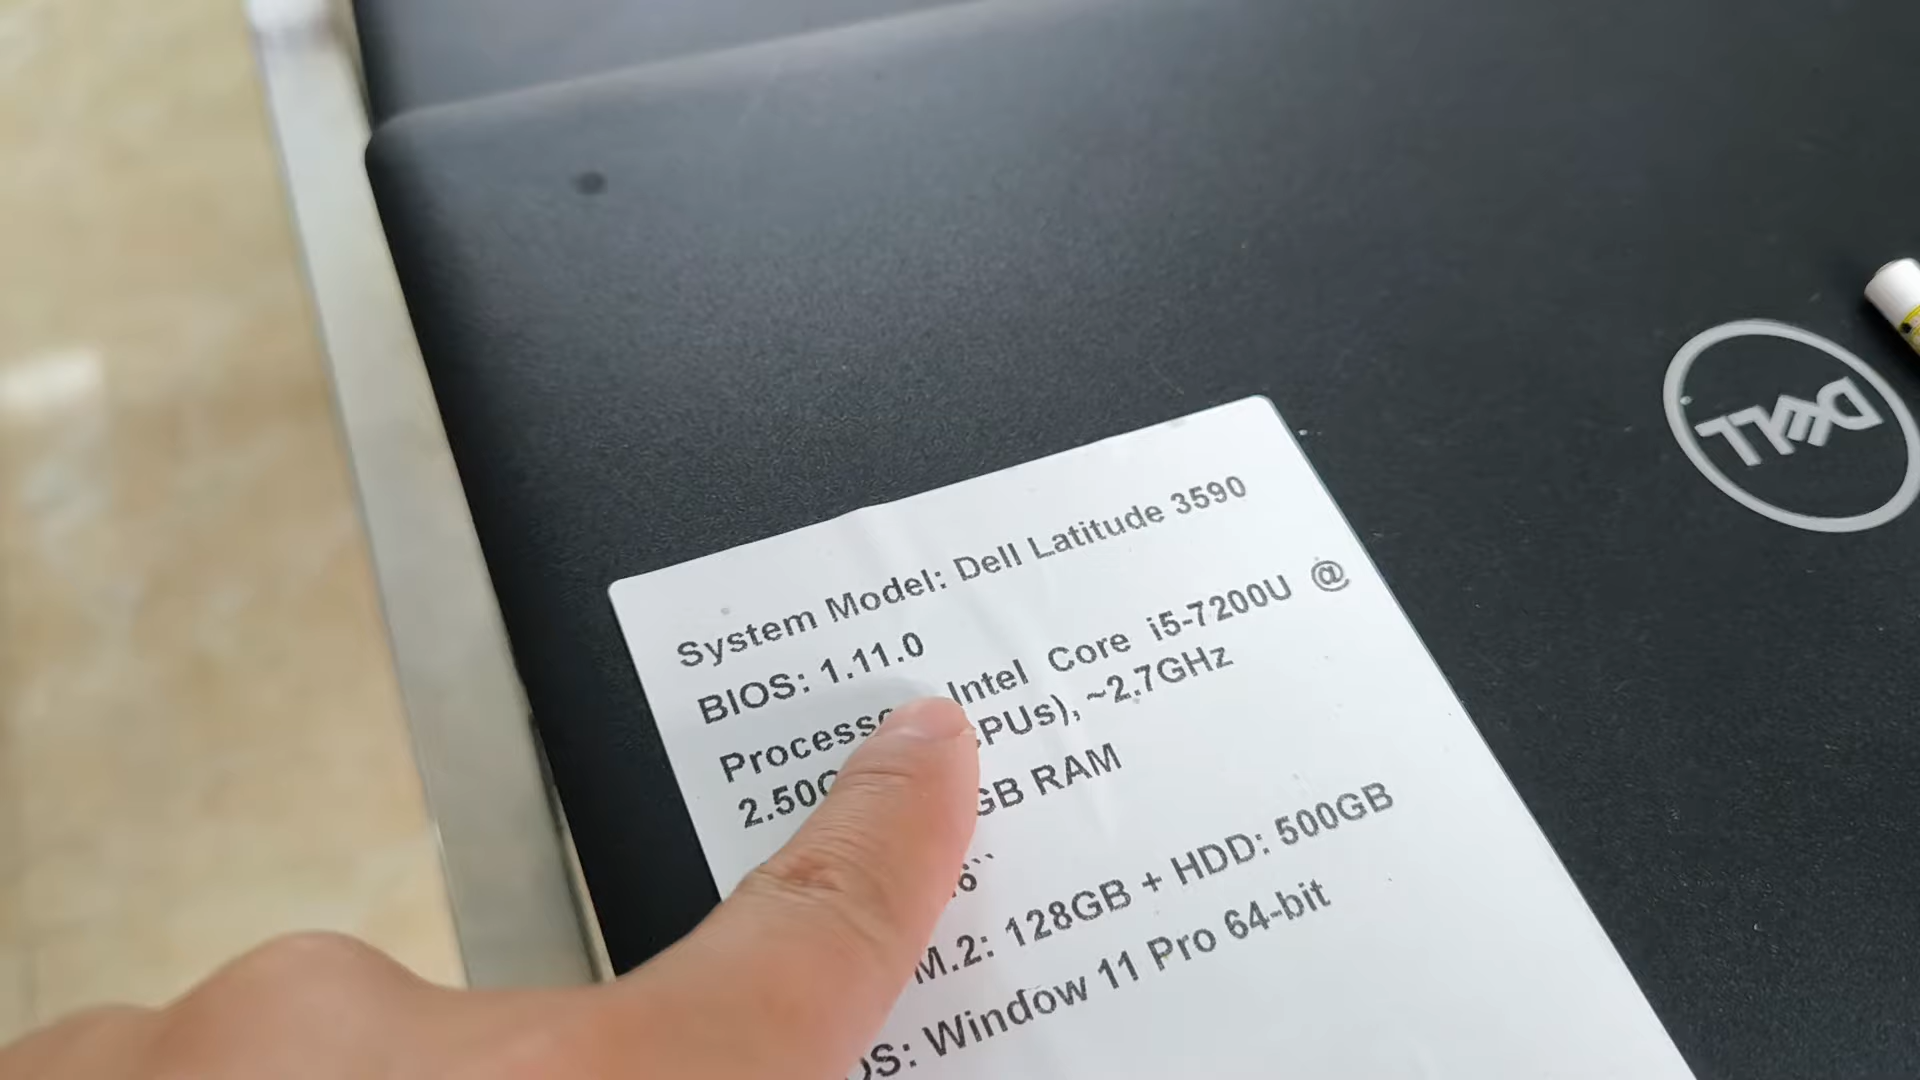 System Model: Dell Latitude 3590
BIOS: 1.11.0
Intel Core i5-7200U @
~2.7GHz
GB RAM
M.2: 128GB + HDD: 500GB
OS: Window 11 Pro 64-bit
DELL